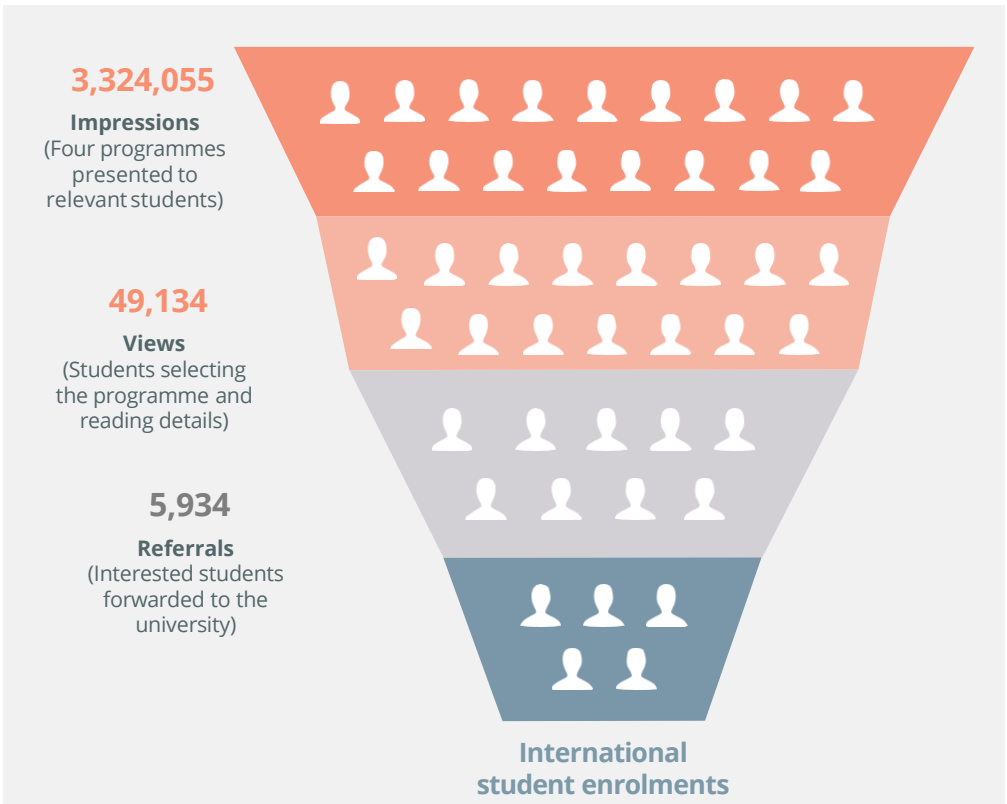 3,324,055
Impressions
(Four programmes
presented to
relevant students)
49,134
Views
(Students selecting
the programme and
reading details)
5,934
Referrals
(Interested students
forwarded to the
university)
International
student enrolments